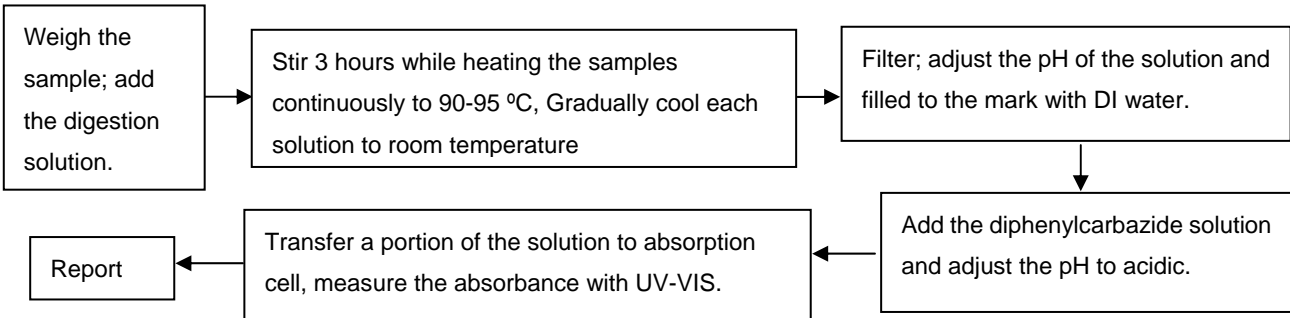 Weigh the
sample; add
the digestion
solution.
Stir 3 hours while heating the samples
continuously to 90-95 ºC, Gradually cool each
solution to room temperature
Filter; adjust the pH of the solution and
filled to the mark with DI water.
Add the diphenylcarbazide solution
and adjust the pH to acidic.
Transfer a portion of the solution to absorption
cell, measure the absorbance with UV-VIS.
Report